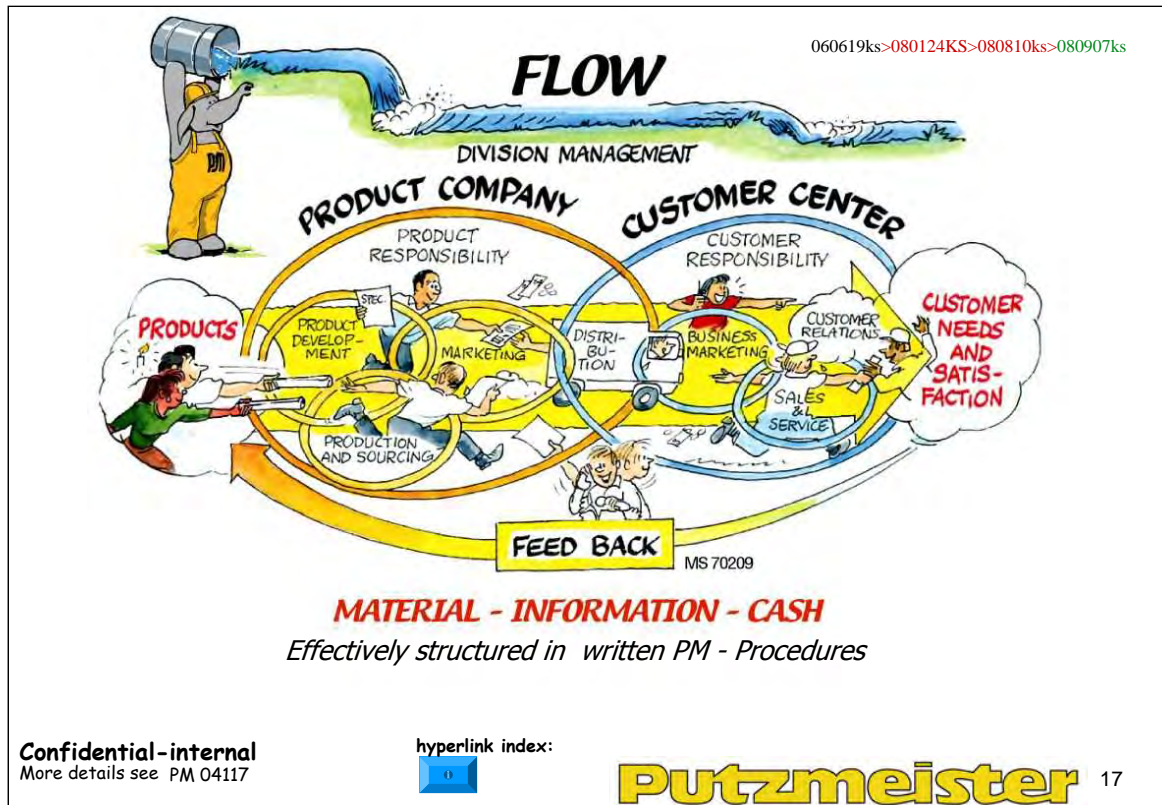 060619ks>080124KS>080810ks>080907ks
FLOW
PM
DIVISION MANAGEMENT
PRODUCT COMPANY
CUSTOMER CENTER
PRODUCT
RESPONSIBILITY
CUSTOMER
RESPONSIBILITY
SPEC.
PRODUCTS
PRODUCT
DEVELOP-
MENT
MARKETING
DISTRI-
BU-
TION
BUSINESS
MARKETING
CUSTOMER
RELATIONS
CUSTOMER
NEEDS
AND
SATIS-
FACTION
SALES
&
SERVICE
PRODUCTION
AND SOURCING
FEED BACK
MS 70209
MATERIAL - INFORMATION - CASH
Effectively structured in written PM - Procedures
Confidential-internal
More details see PM 04117
hyperlink index:
Putzmeister
17